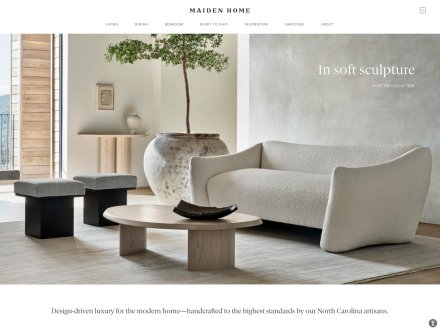 MAIDEN HOME
LIVING DINING BEDROOM READY TO SHIP INSPIRATION SWATCHES ABOUT
In soft sculpture
SHOP THE COLLECTION
Design-driven luxury for the modern home—handcrafted to the highest standards by our North Carolina artisans.